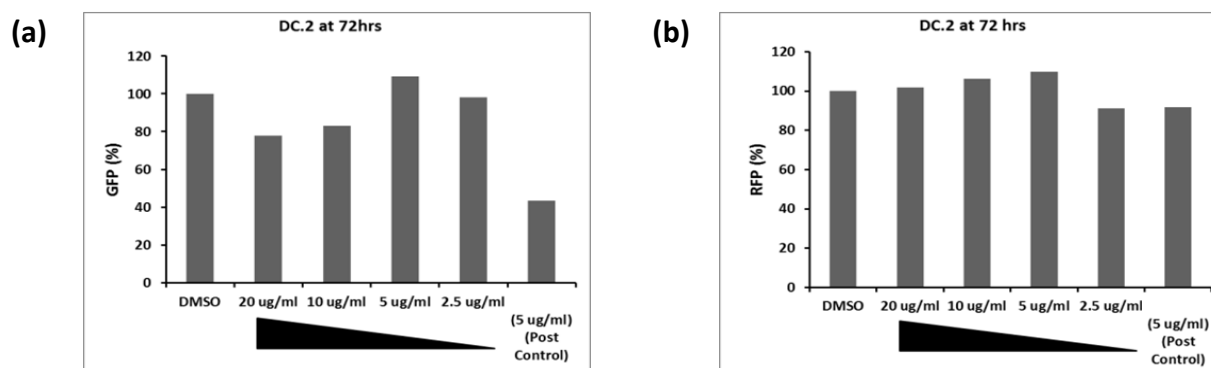 (a)
DC.2 at 72hrs
GFP (%)
120
100
80
60
40
20
0
DMSO 20 ug/ml 10 ug/ml 5 ug/ml 2.5 ug/ml
(5 ug/ml)
(Post
Control)
(b)
DC.2 at 72 hrs
RFP (%)
120
100
80
60
40
20
0
DMSO 20 ug/ml 10 ug/ml 5 ug/ml 2.5 ug/ml
(5 ug/ml)
(Post
Control)